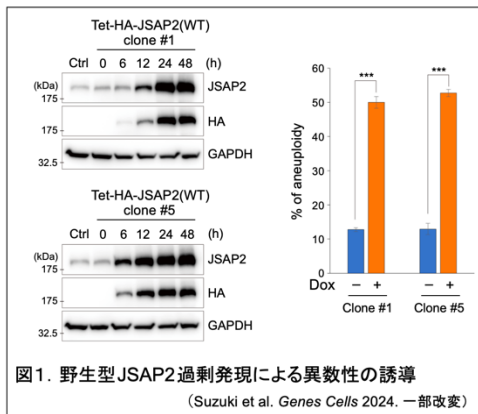 Tet-HA-JSAP2(WT)
clone #1
Ctrl 0 6 12 24 48 (h)
(kDa)
175
JSAP2
175
HA
32.5
GAPDH
Tet-HA-JSAP2(WT)
clone #5
Ctrl 0 6 12 24 48 (h)
(kDa)
175
JSAP2
175
HA
32.5
GAPDH
% of aneuploidy
60
50
40
30
20
10
0
*** ***
Dox − + − +
Clone #1 Clone #5
図1. 野生型JSAP2過剰発現による異数性の誘導
(Suzuki et al. Genes Cells 2024. 一部改変)